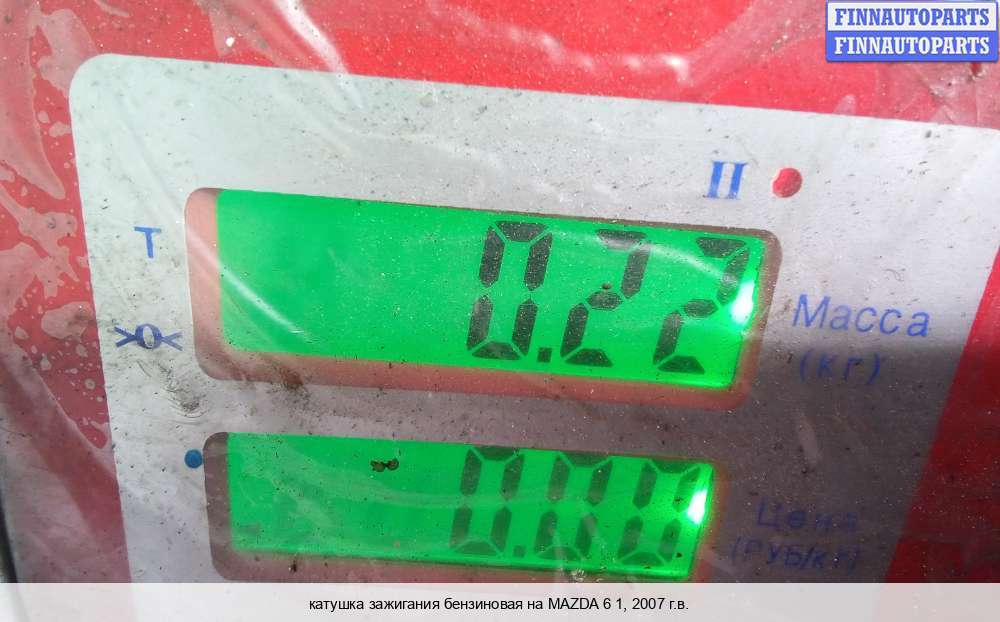 FINNAUTOPARTS
FINNAUTOPARTS
II
T
0.22
>0<
Масса
(кг)
0.00
Цена
(РУБ/кг)
катушка зажигания бензиновая на MAZDA 6 1, 2007 г.в.